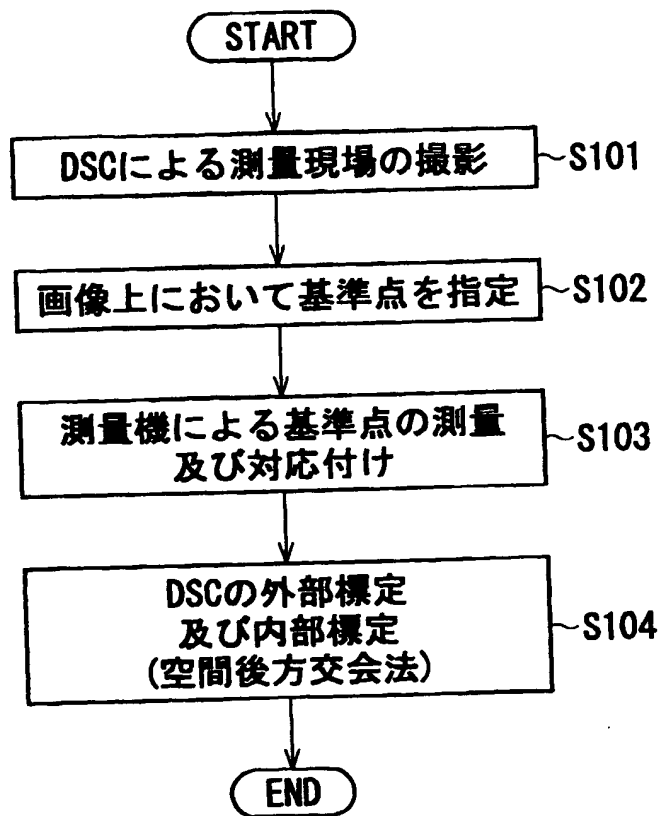 START
DSCによる測量現場の撮影
~S101
画像上において基準点を指定
~S102
測量機による基準点の測量
及び対応付け
~S103
DSCの外部標定
及び内部標定
(空間後方交会法)
~S104
END